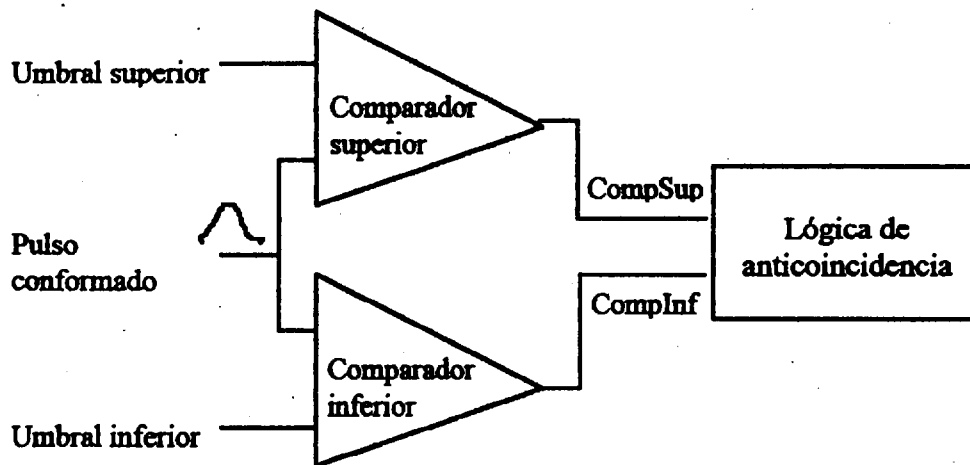 Umbral superior
Comparador
superior
CompSup
Lógica de
anticoincidencia
Pulso
conformado
CompInf
Comparador
inferior
Umbral inferior